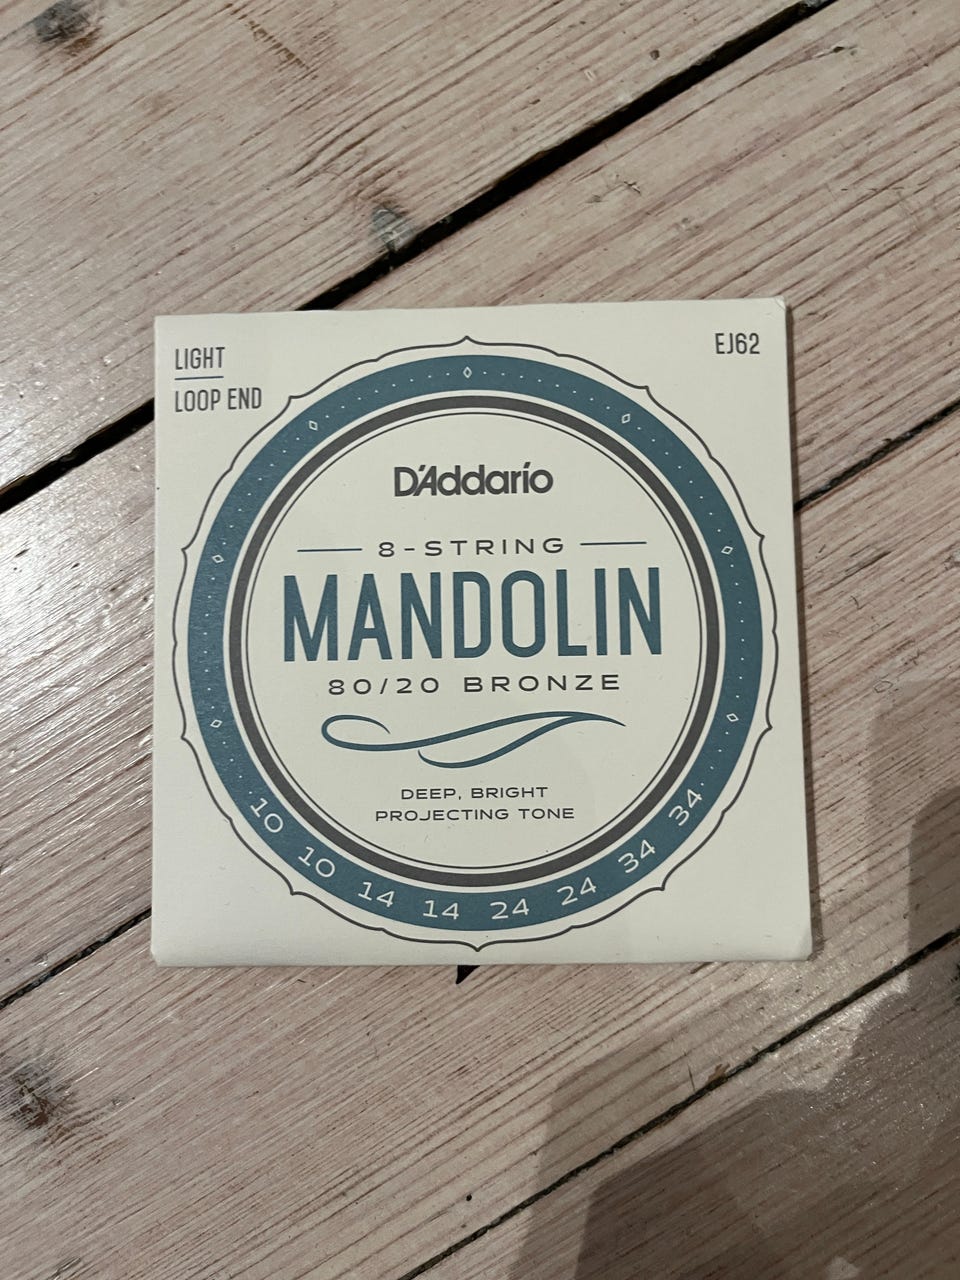 LIGHT
LOOP END
EJ62
D'Addario
8-STRING
MANDOLIN
80/20 BRONZE
DEEP, BRIGHT
PROJECTING TONE
10 10 14 14 24 24 34 34